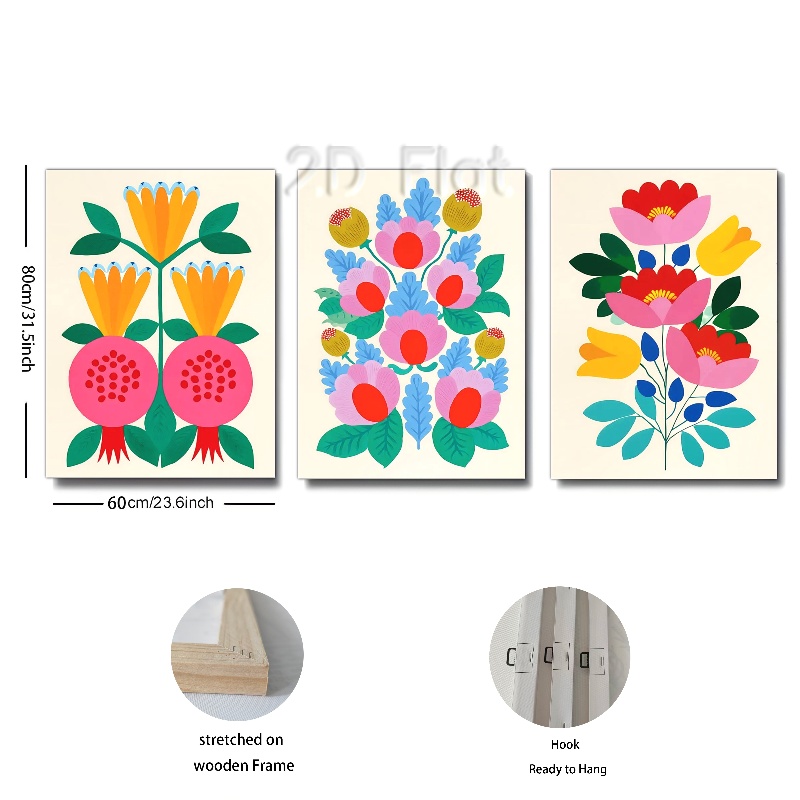 2D Flat
80cm/31.5inch
60cm/23.6inch
stretched on
wooden Frame
Hook
Ready to Hang